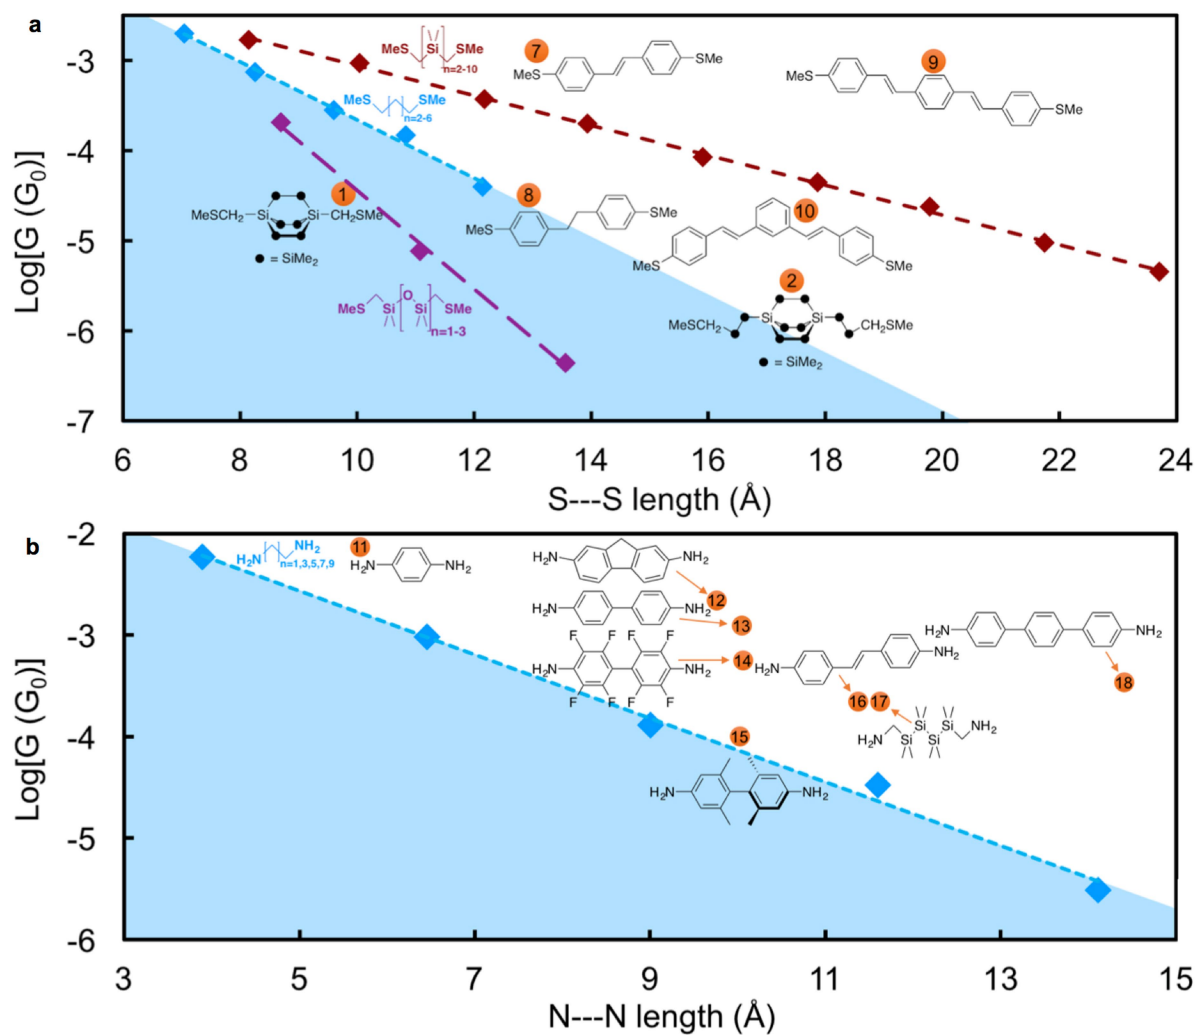 a
Log[G (G₀)]
-3
-4
-5
-6
-7
6 8 10 12 14 16 18 20 22 24
S---S length (Å)
MeS Si SMe
n=2-10
MeS SMe
n=2-6
7
MeS SMe
9
MeS SMe
1
MeSCH₂ Si Si CH₂SMe
● = SiMe₂
8
MeS SMe
10
MeS SMe
2
MeSCH₂ Si Si CH₂SMe
● = SiMe₂
MeS Si O Si SMe
n=1-3
b
Log[G (G₀)]
-2
-3
-4
-5
-6
3 5 7 9 11 13 15
N---N length (Å)
H₂N NH₂
n=1,3,5,7,9
11
H₂N NH₂
H₂N NH₂
12
H₂N NH₂
13
F F F F
H₂N NH₂
14
F F F F
15
H₂N NH₂
H₂N NH₂
16 17
H₂N NH₂
18
H₂N Si Si Si Si NH₂